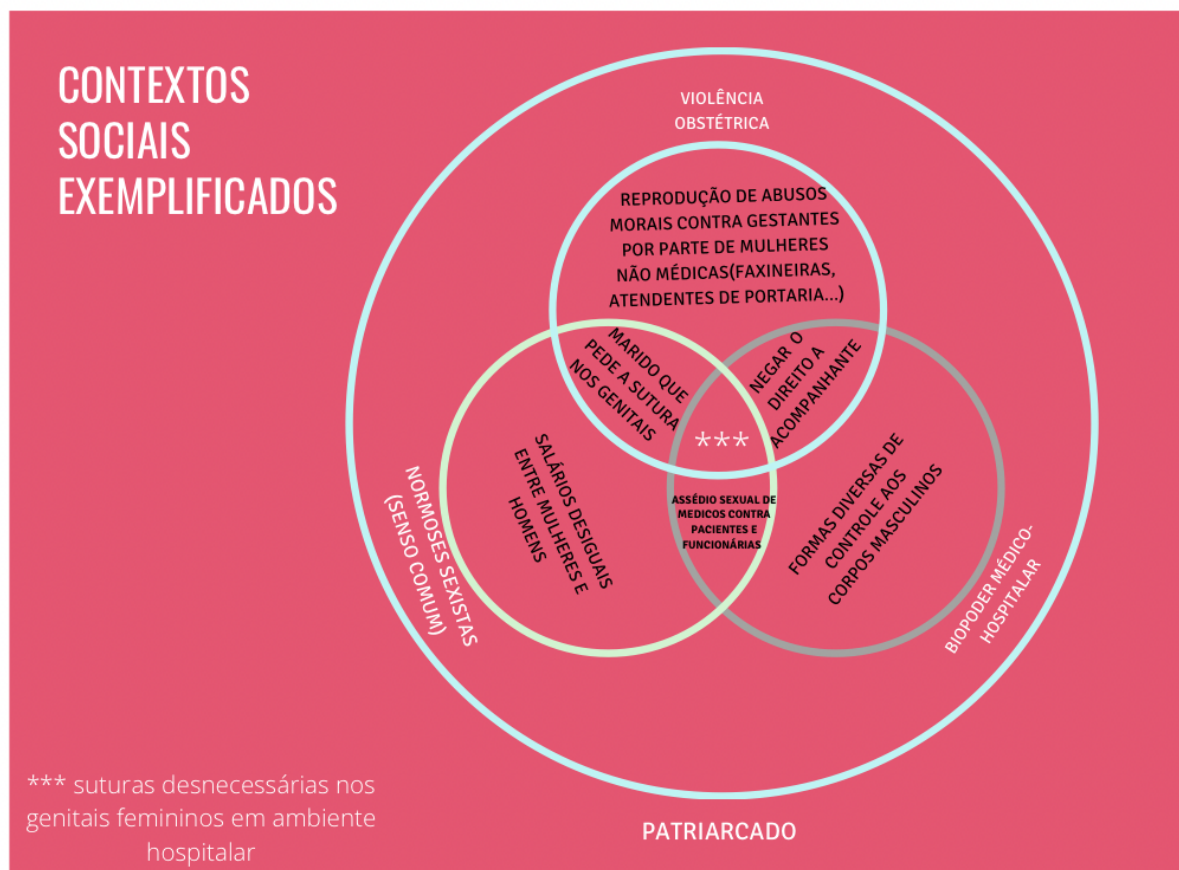 CONTEXTOS
SOCIAIS
EXEMPLIFICADOS
VIOLÊNCIA
OBSTÉTRICA
REPRODUÇÃO DE ABUSOS
MORAIS CONTRA GESTANTES
POR PARTE DE MULHERES
NÃO MÉDICAS(FAXINEIRAS,
ATENDENTES DE PORTARIA...)
MARIDO QUE
PEDE A SUTURA
NOS GENITAIS
NEGAR O
DIREITO A
ACOMPANHANTE
***
SALÁRIOS DESIGUAIS
ENTRE MULHERES E
HOMENS
ASSÉDIO SEXUAL DE
MEDICOS CONTRA
PACIENTES E
FUNCIONÁRIAS
FORMAS DIVERSAS DE
CONTROLE AOS
CORPOS MASCULINOS
NORMOSES SEXISTAS
(SENSO COMUM)
BIOPODER MÉDICO-
HOSPITALAR
*** suturas desnecessárias nos
genitais femininos em ambiente
hospitalar
PATRIARCADO